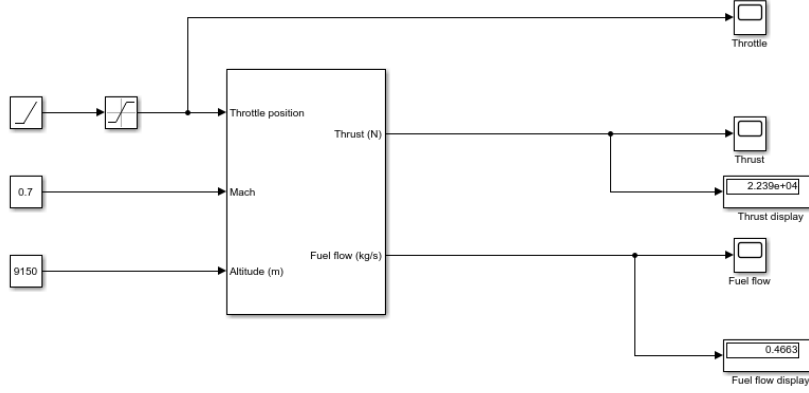 Throttle
Throttle position
Thrust (N)
Thrust
0.7
Mach
2.239e+04
Thrust display
Fuel flow (kg/s)
9150
Altitude (m)
Fuel flow
0.4663
Fuel flow display